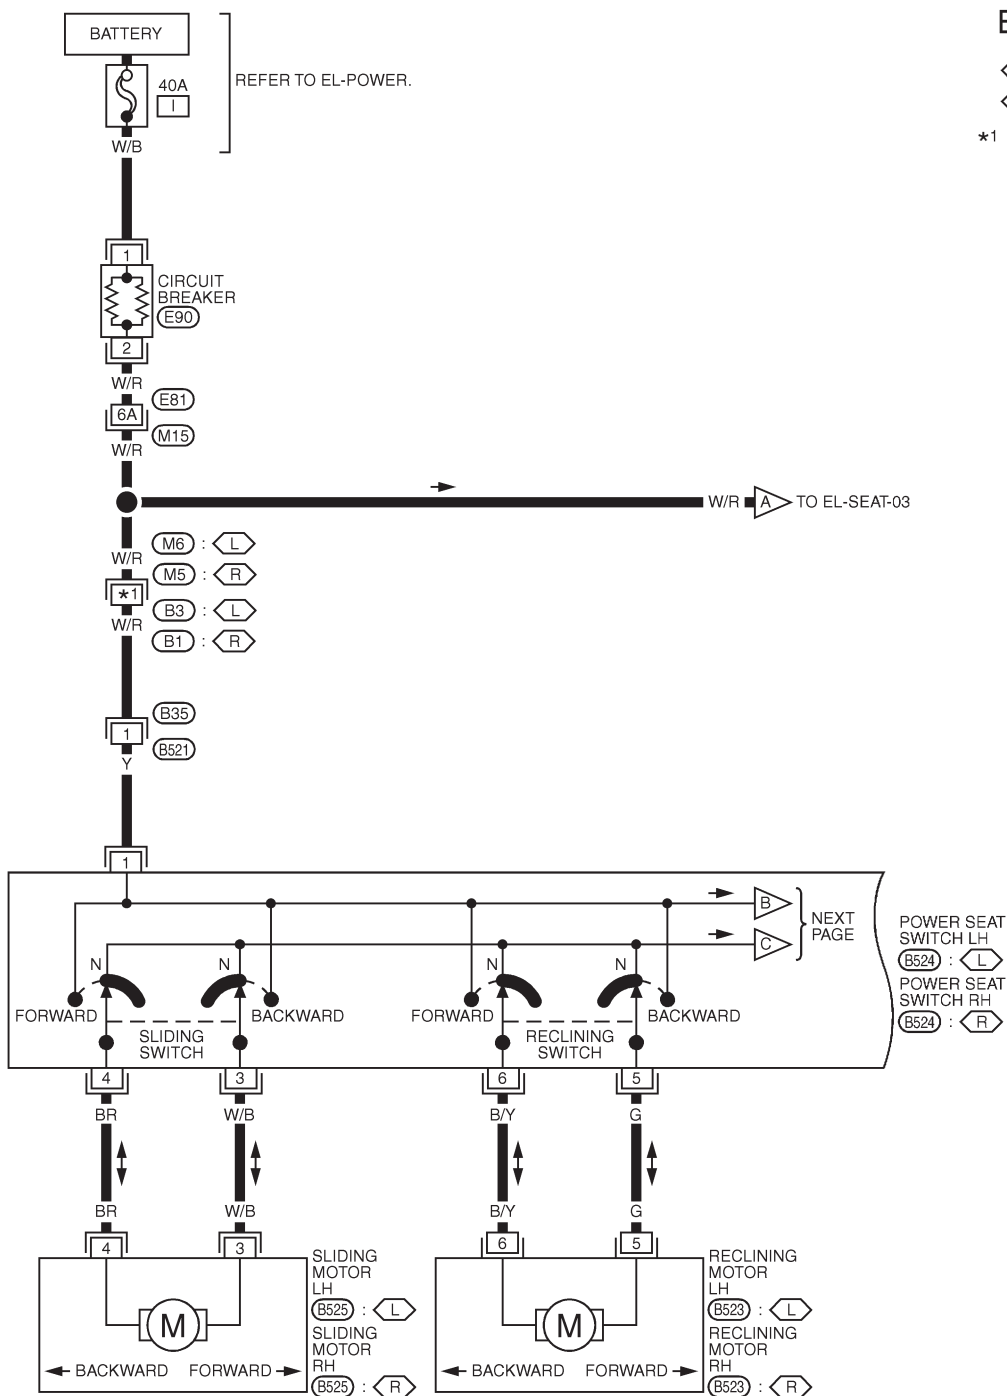 BATTERY
40A
I
REFER TO EL-POWER.
*1
W/B
1
CIRCUIT
BREAKER
E90
2
W/R
E81
6A
M15
W/R
W/R A TO EL-SEAT-03
M6 : L
W/R
M5 : R
*1
B3 : L
W/R
B1 : R
B35
1
B521
Y
1
B
C
NEXT
PAGE
POWER SEAT
SWITCH LH
B524 : L
POWER SEAT
SWITCH RH
B524 : R
N N N N
FORWARD BACKWARD FORWARD BACKWARD
SLIDING
SWITCH
RECLINING
SWITCH
4 3 6 5
BR W/B B/Y G
BR W/B B/Y G
4 3 6 5
SLIDING
MOTOR
LH
B525 : L
SLIDING
MOTOR
RH
B525 : R
M
BACKWARD FORWARD
RECLINING
MOTOR
LH
B523 : L
RECLINING
MOTOR
RH
B523 : R
M
BACKWARD FORWARD